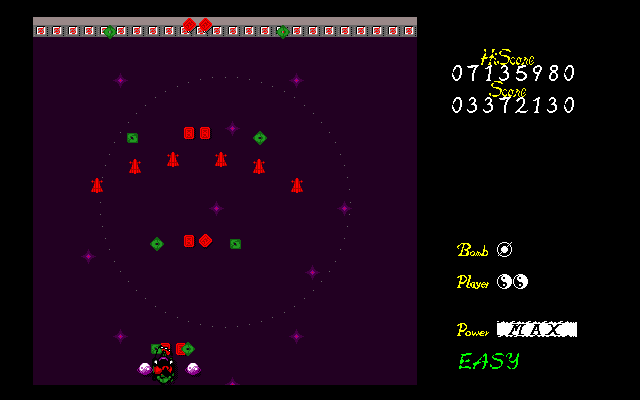 HiScore
07135980
Score
03372130
Bomb
Player
Power MAX
EASY